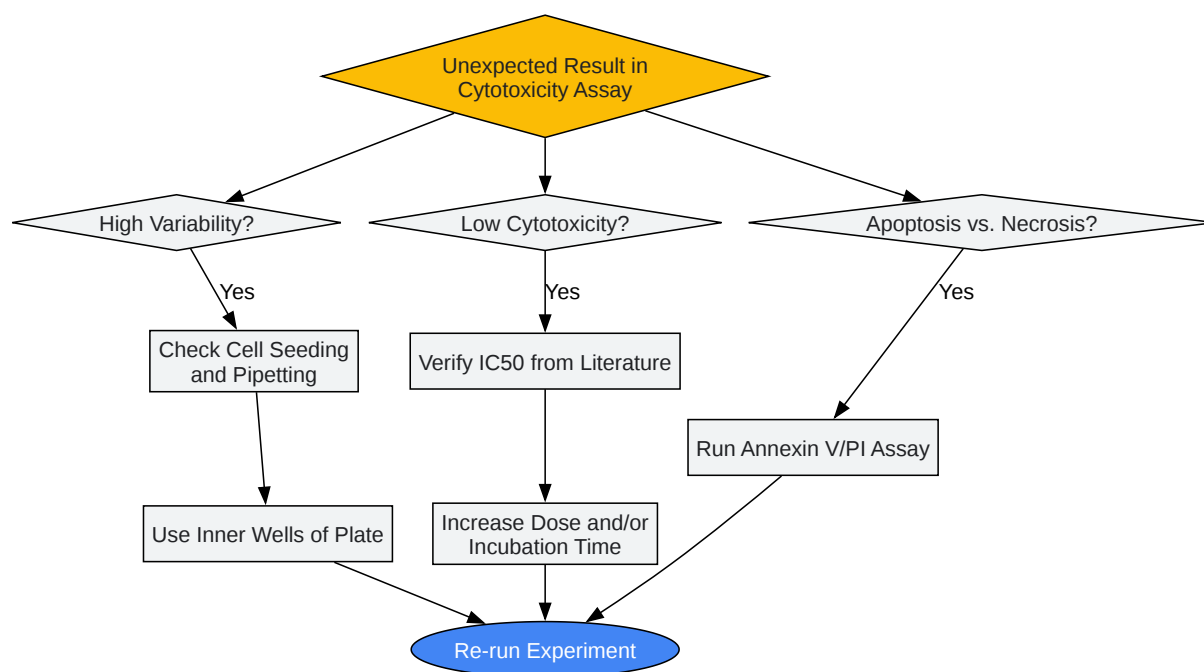 Unexpected Result in
Cytotoxicity Assay
High Variability?
Low Cytotoxicity?
Apoptosis vs. Necrosis?
Yes
Yes
Yes
Check Cell Seeding
and Pipetting
Verify IC50 from Literature
Run Annexin V/PI Assay
Use Inner Wells of Plate
Increase Dose and/or
Incubation Time
Re-run Experiment